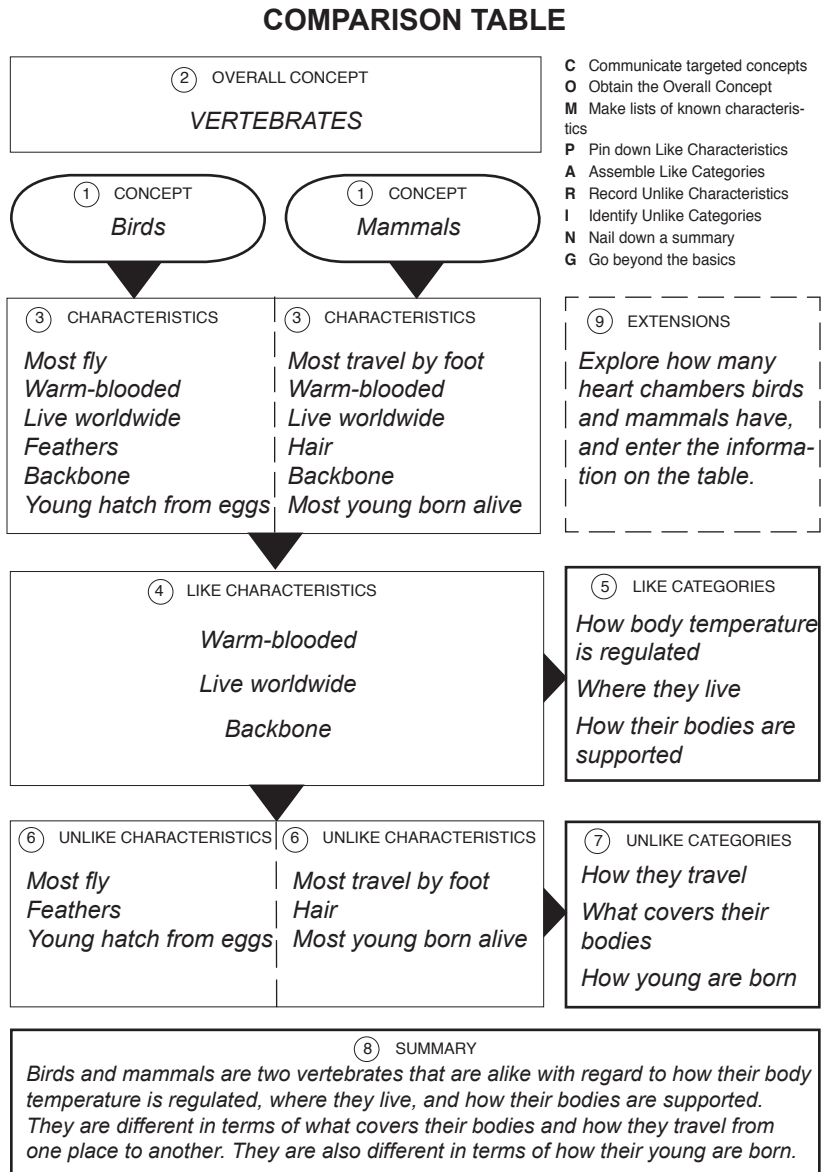 COMPARISON TABLE
2 OVERALL CONCEPT
VERTEBRATES
C Communicate targeted concepts
O Obtain the Overall Concept
M Make lists of known characteris-
tics
P Pin down Like Characteristics
A Assemble Like Categories
R Record Unlike Characteristics
I Identify Unlike Categories
N Nail down a summary
G Go beyond the basics
1 CONCEPT
Birds
1 CONCEPT
Mammals
3 CHARACTERISTICS
Most fly
Warm-blooded
Live worldwide
Feathers
Backbone
Young hatch from eggs
3 CHARACTERISTICS
Most travel by foot
Warm-blooded
Live worldwide
Hair
Backbone
Most young born alive
9 EXTENSIONS
Explore how many
heart chambers birds
and mammals have,
and enter the informa-
tion on the table.
4 LIKE CHARACTERISTICS
Warm-blooded
Live worldwide
Backbone
5 LIKE CATEGORIES
How body temperature
is regulated
Where they live
How their bodies are
supported
6 UNLIKE CHARACTERISTICS
Most fly
Feathers
Young hatch from eggs
6 UNLIKE CHARACTERISTICS
Most travel by foot
Hair
Most young born alive
7 UNLIKE CATEGORIES
How they travel
What covers their
bodies
How young are born
8 SUMMARY
Birds and mammals are two vertebrates that are alike with regard to how their body
temperature is regulated, where they live, and how their bodies are supported.
They are different in terms of what covers their bodies and how they travel from
one place to another. They are also different in terms of how their young are born.